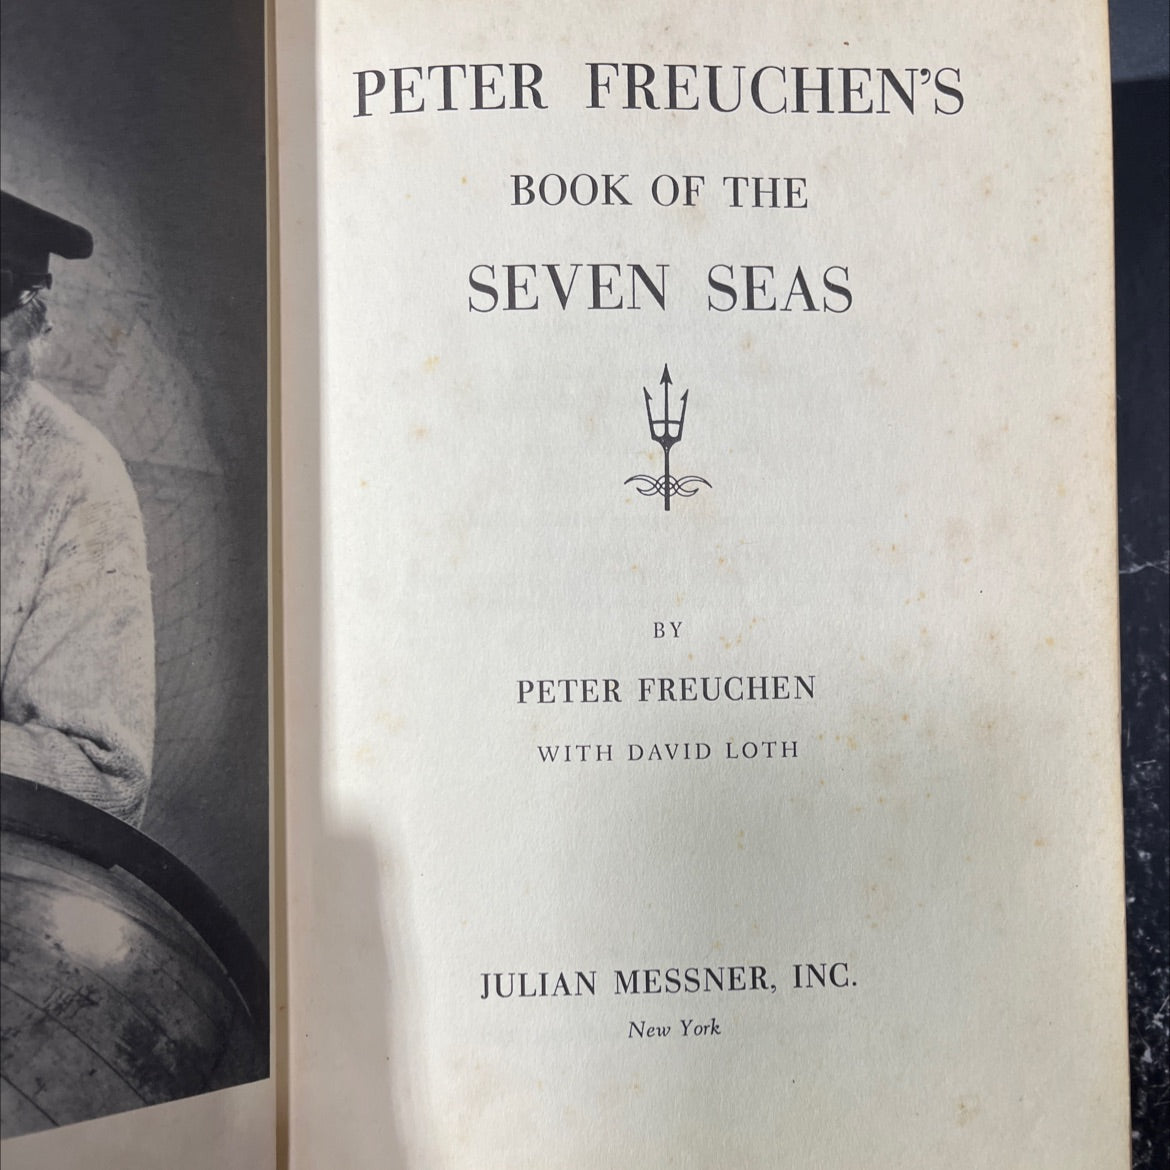 PETER FREUCHEN'S
BOOK OF THE
SEVEN SEAS
BY
PETER FREUCHEN
WITH DAVID LOTH
JULIAN MESSNER, INC.
New York